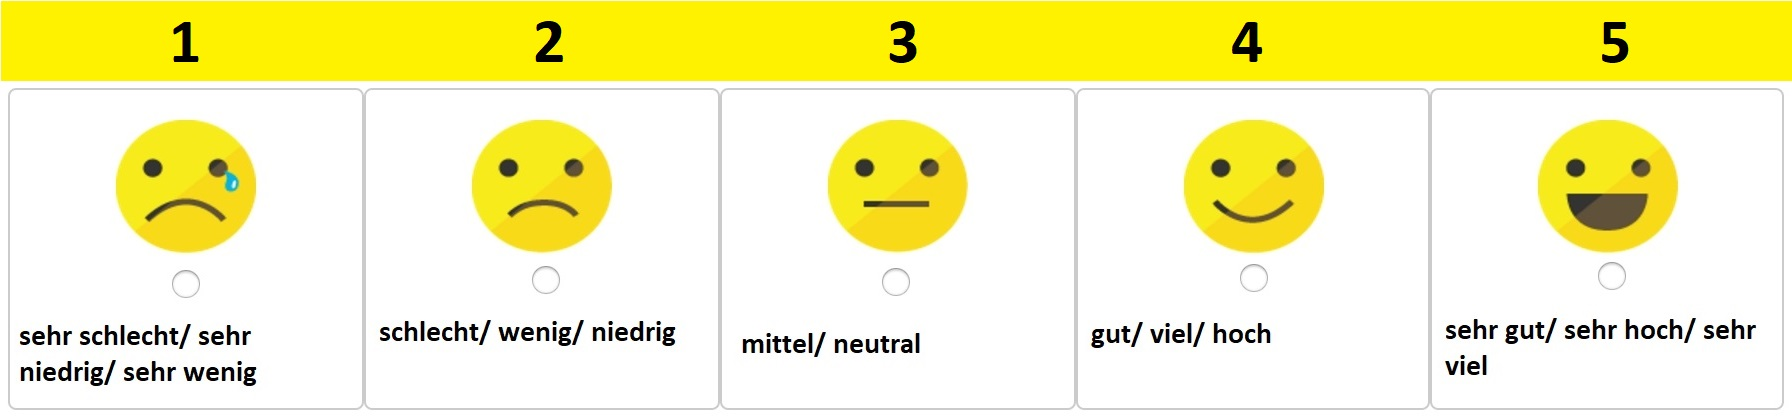 1 2 3 4 5
sehr schlecht/ sehr
niedrig/ sehr wenig
schlecht/ wenig/ niedrig
mittel/ neutral
gut/ viel/ hoch
sehr gut/ sehr hoch/ sehr
viel